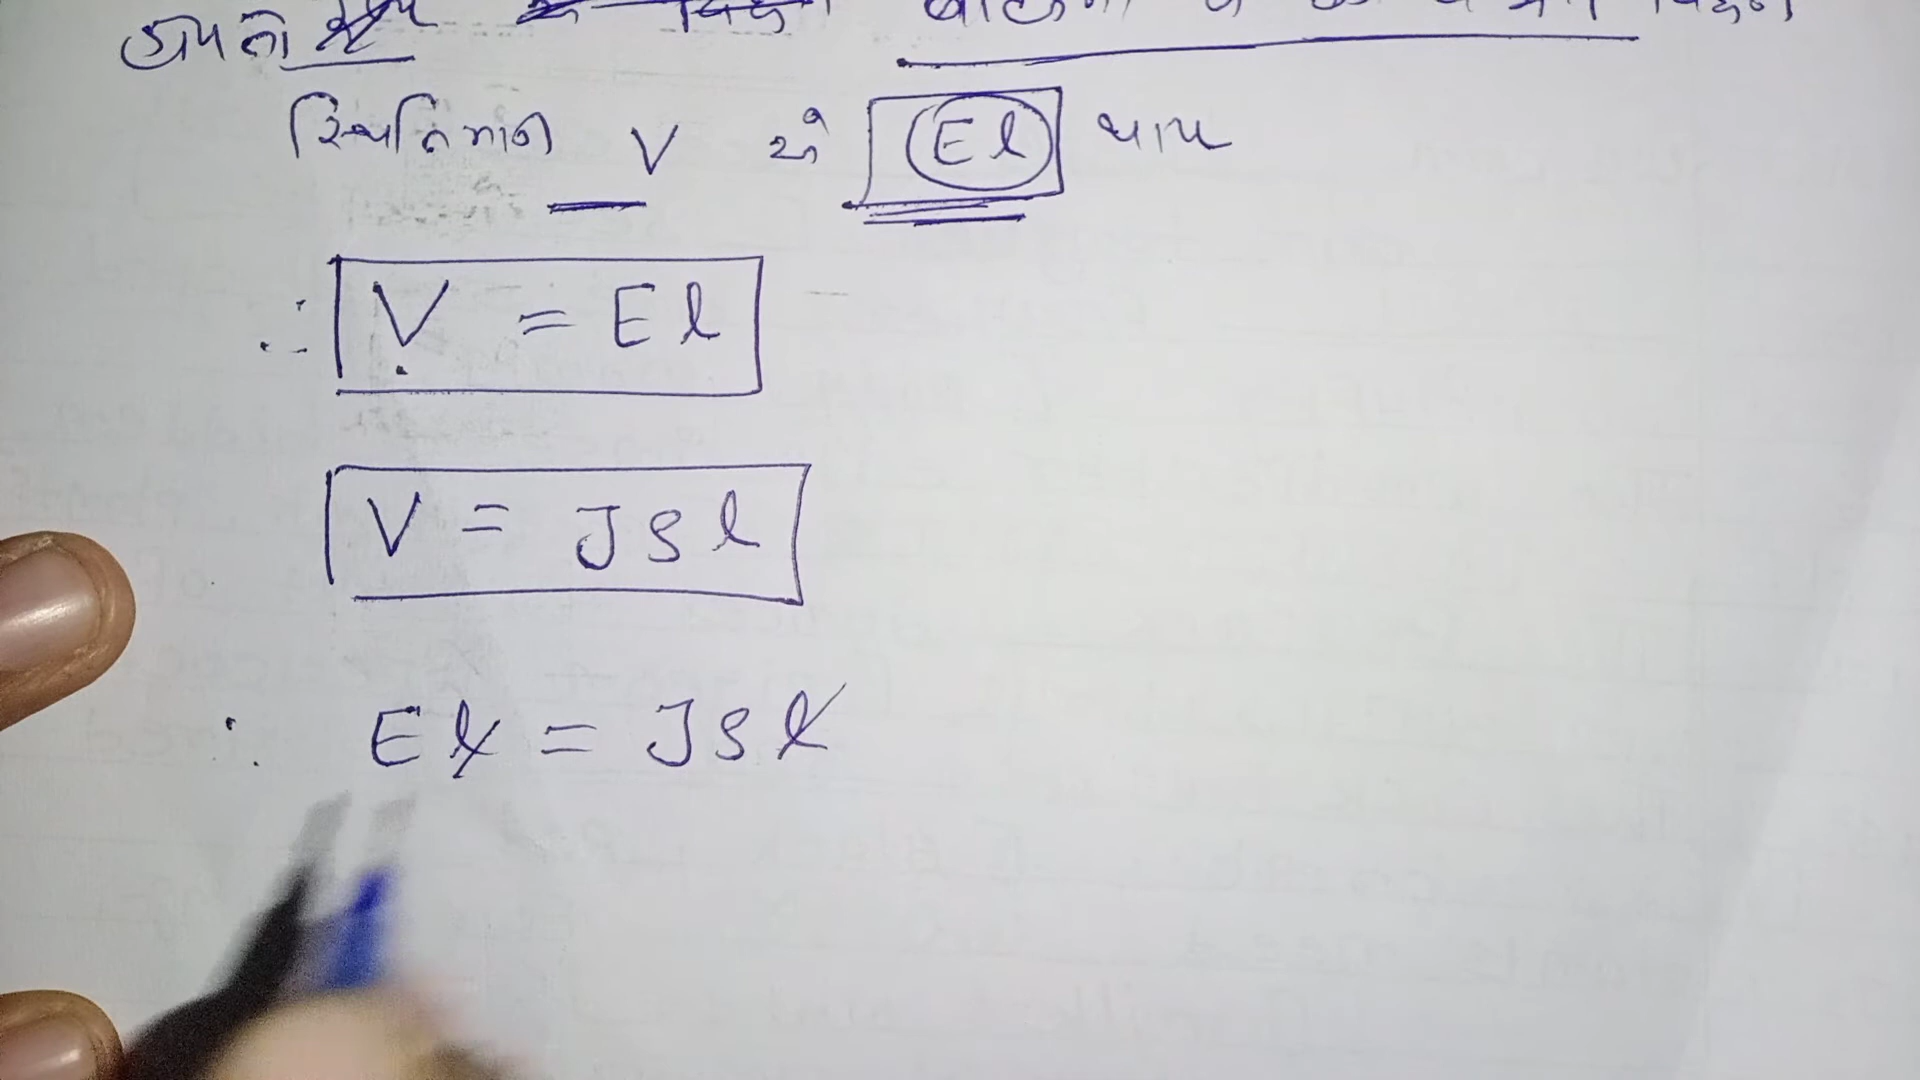 સ્થિતિમાન V એ El થાય
∴ V = El
V = Jρl
∴ El = Jρl